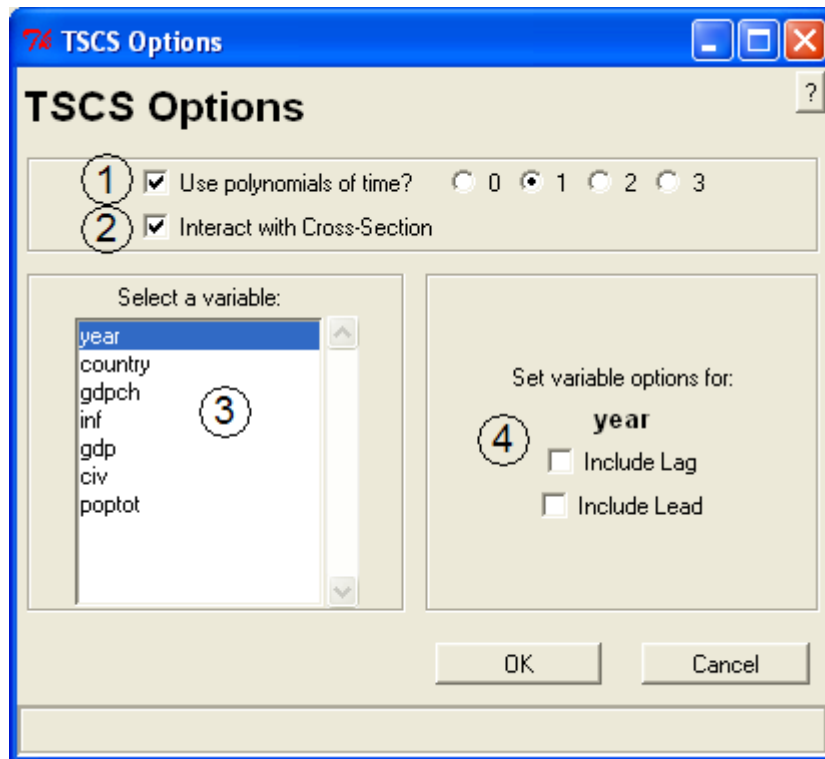 TSCS Options
TSCS Options
?
1 Use polynomials of time? 0 1 2 3
2 Interact with Cross-Section
Select a variable:
year
country
gdpch
inf
gdp
civ
poptot
3
Set variable options for:
year
4
Include Lag
Include Lead
OK Cancel